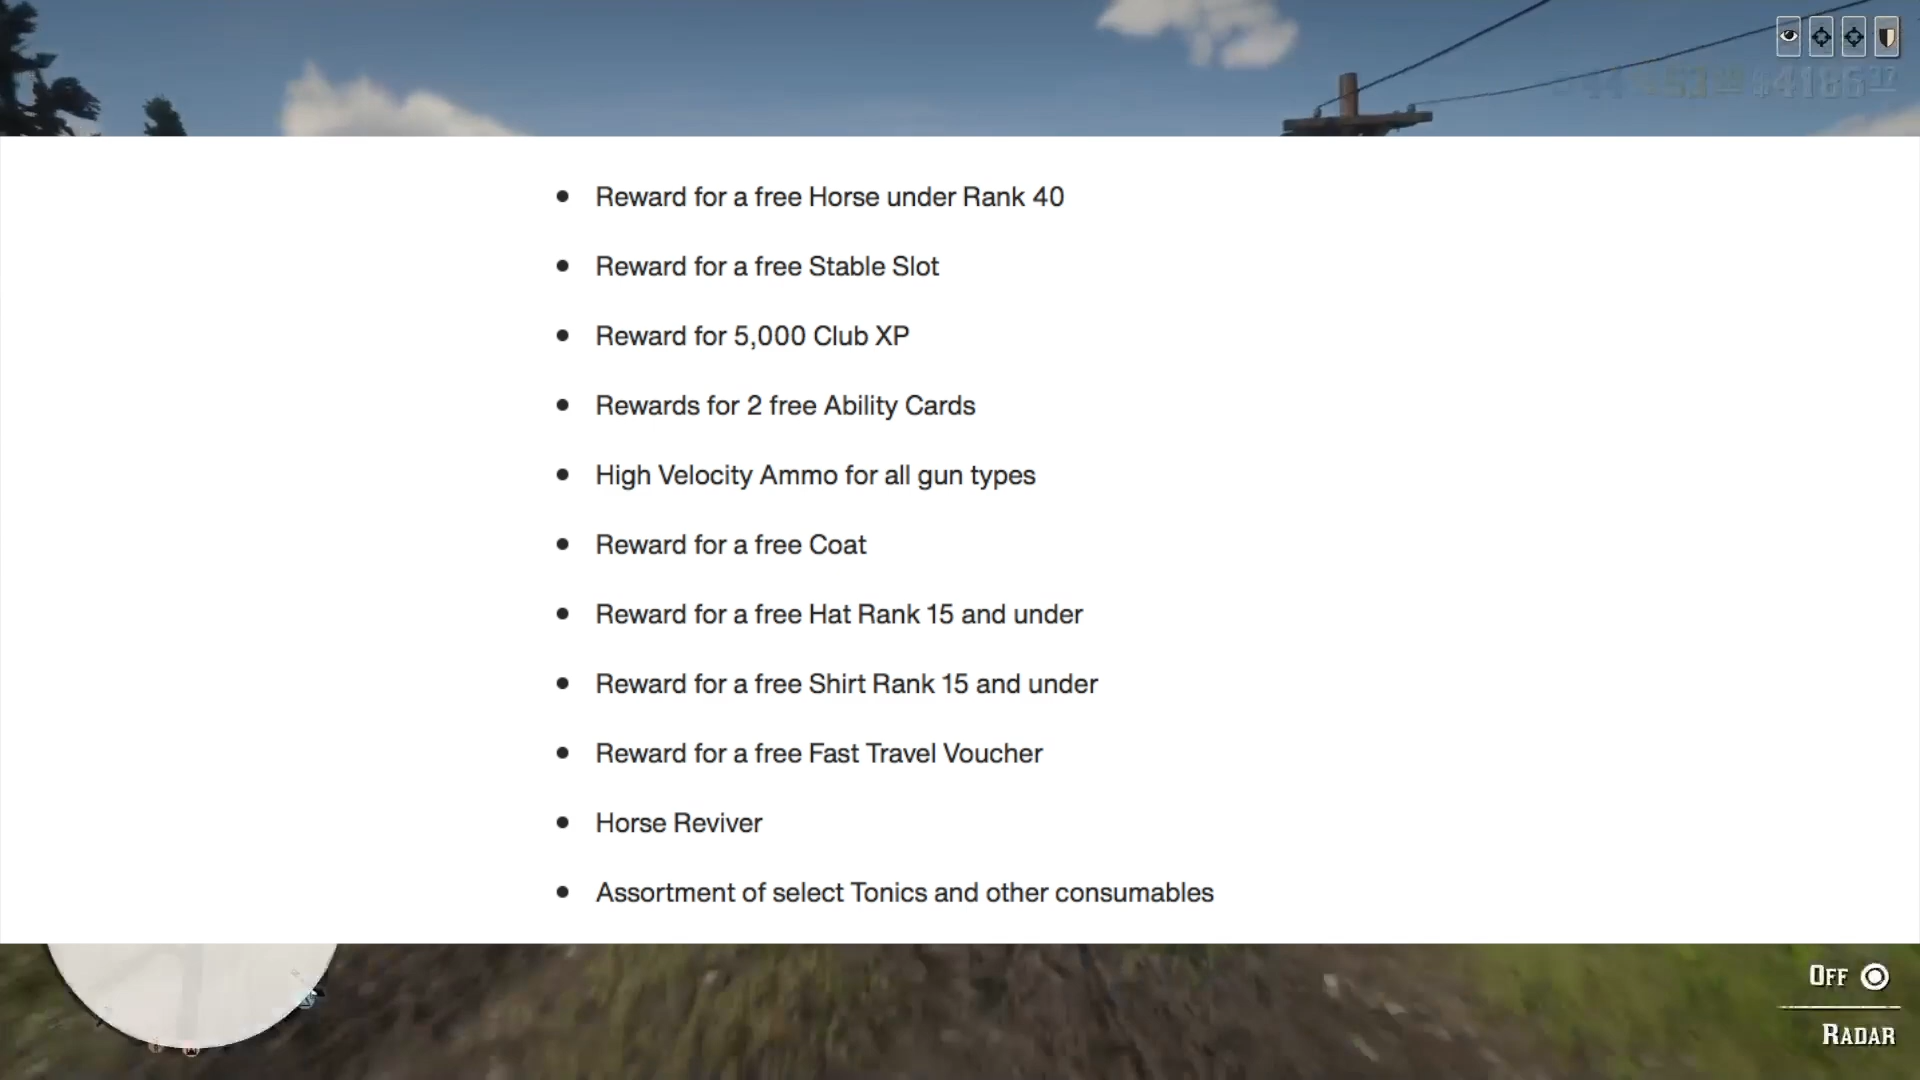 Reward for a free Horse under Rank 40
Reward for a free Stable Slot
Reward for 5,000 Club XP
Rewards for 2 free Ability Cards
High Velocity Ammo for all gun types
Reward for a free Coat
Reward for a free Hat Rank 15 and under
Reward for a free Shirt Rank 15 and under
Reward for a free Fast Travel Voucher
Horse Reviver
Assortment of select Tonics and other consumables
OFF
RADAR